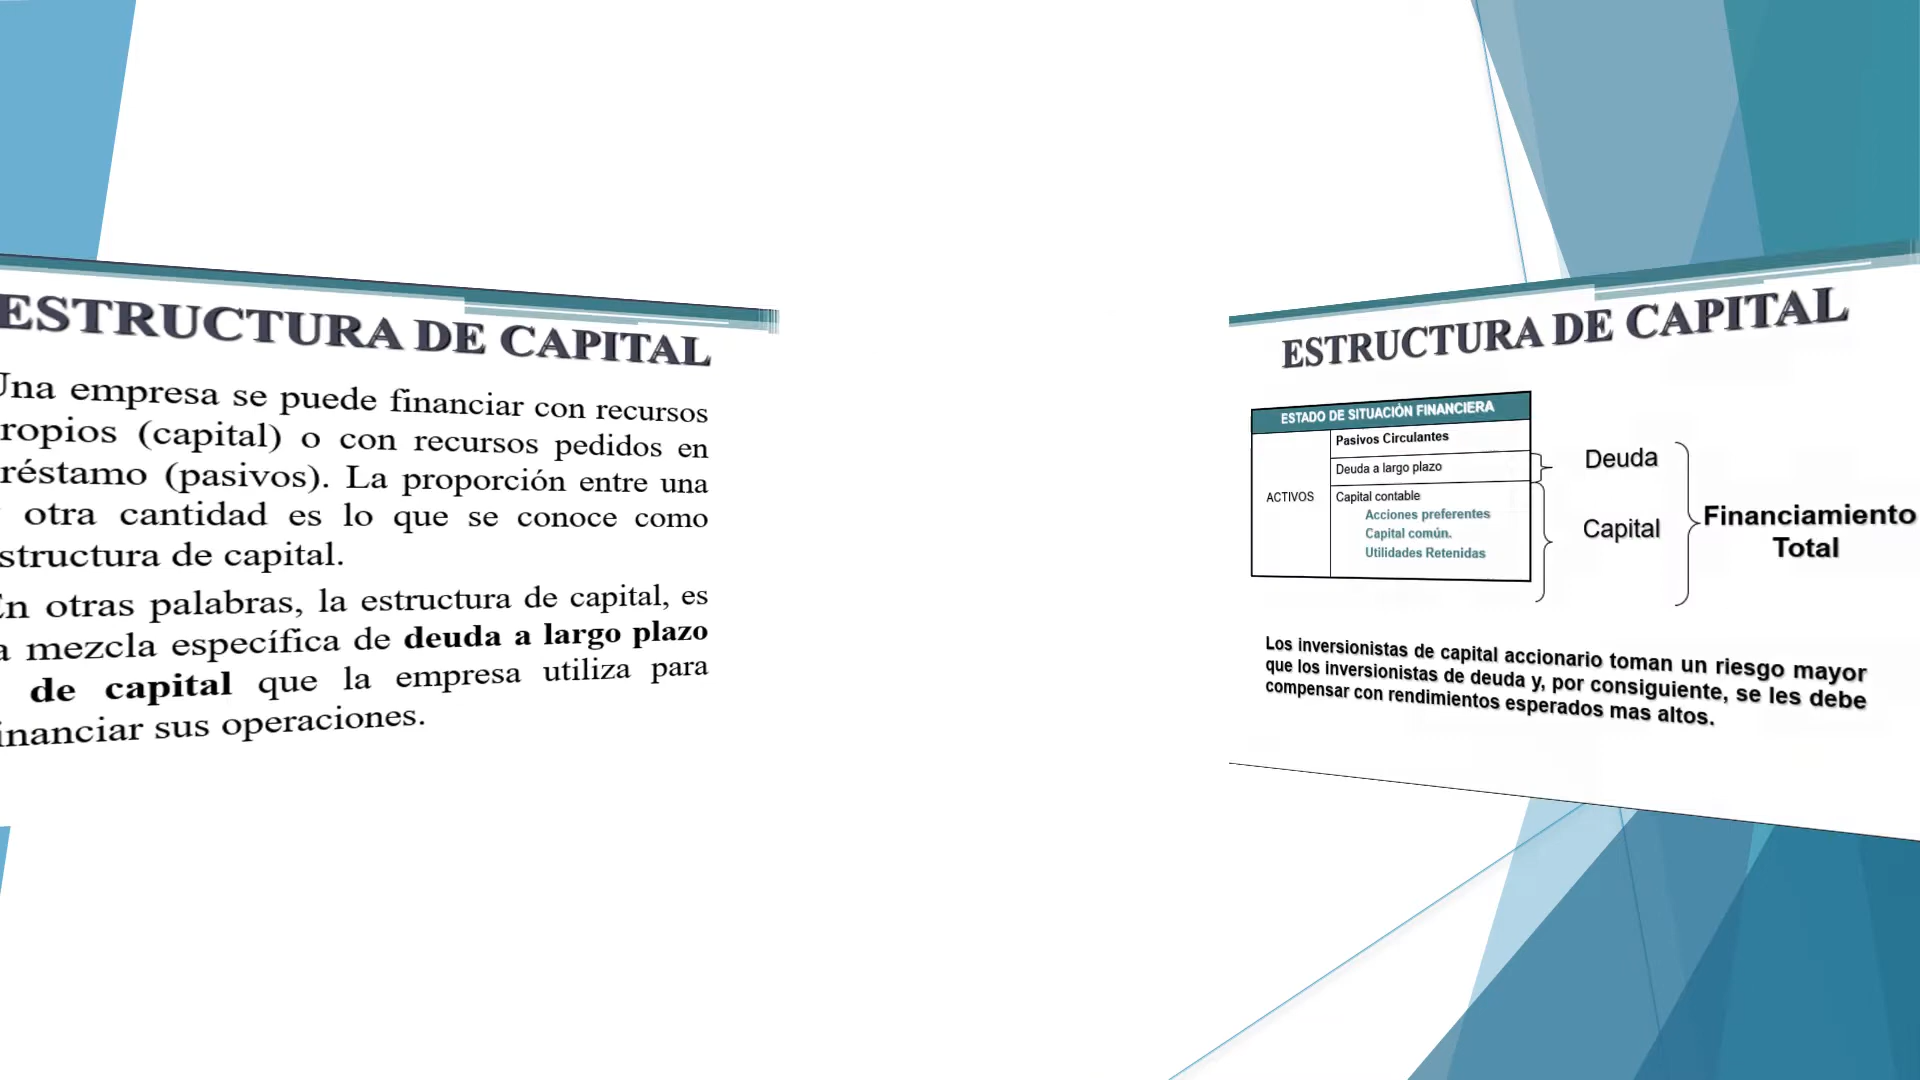 ESTRUCTURA DE CAPITAL
Una empresa se puede financiar con recursos
ropios (capital) o con recursos pedidos en
réstamo (pasivos). La proporción entre una
otra cantidad es lo que se conoce como
structura de capital.
En otras palabras, la estructura de capital, es
a mezcla específica de deuda a largo plazo
de capital que la empresa utiliza para
inanciar sus operaciones.
ESTRUCTURA DE CAPITAL
ESTADO DE SITUACIÓN FINANCIERA
ACTIVOS
Pasivos Circulantes
Deuda a largo plazo
Capital contable
Acciones preferentes
Capital común.
Utilidades Retenidas
Deuda
Capital
Financiamiento
Total
Los inversionistas de capital accionario toman un riesgo mayor
que los inversionistas de deuda y, por consiguiente, se les debe
compensar con rendimientos esperados mas altos.